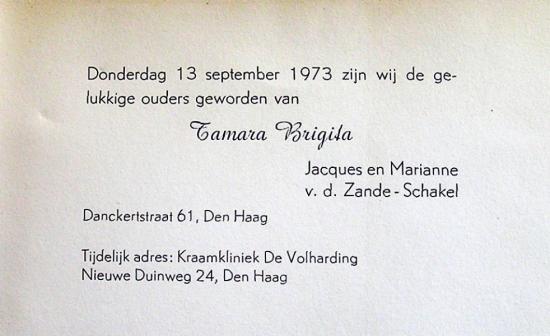 Donderdag 13 september 1973 zijn wij de ge-
lukkige ouders geworden van
Tamara Brigita
Jacques en Marianne
v. d. Zande - Schakel
Danckertstraat 61, Den Haag
Tijdelijk adres: Kraamkliniek De Volharding
Nieuwe Duinweg 24, Den Haag